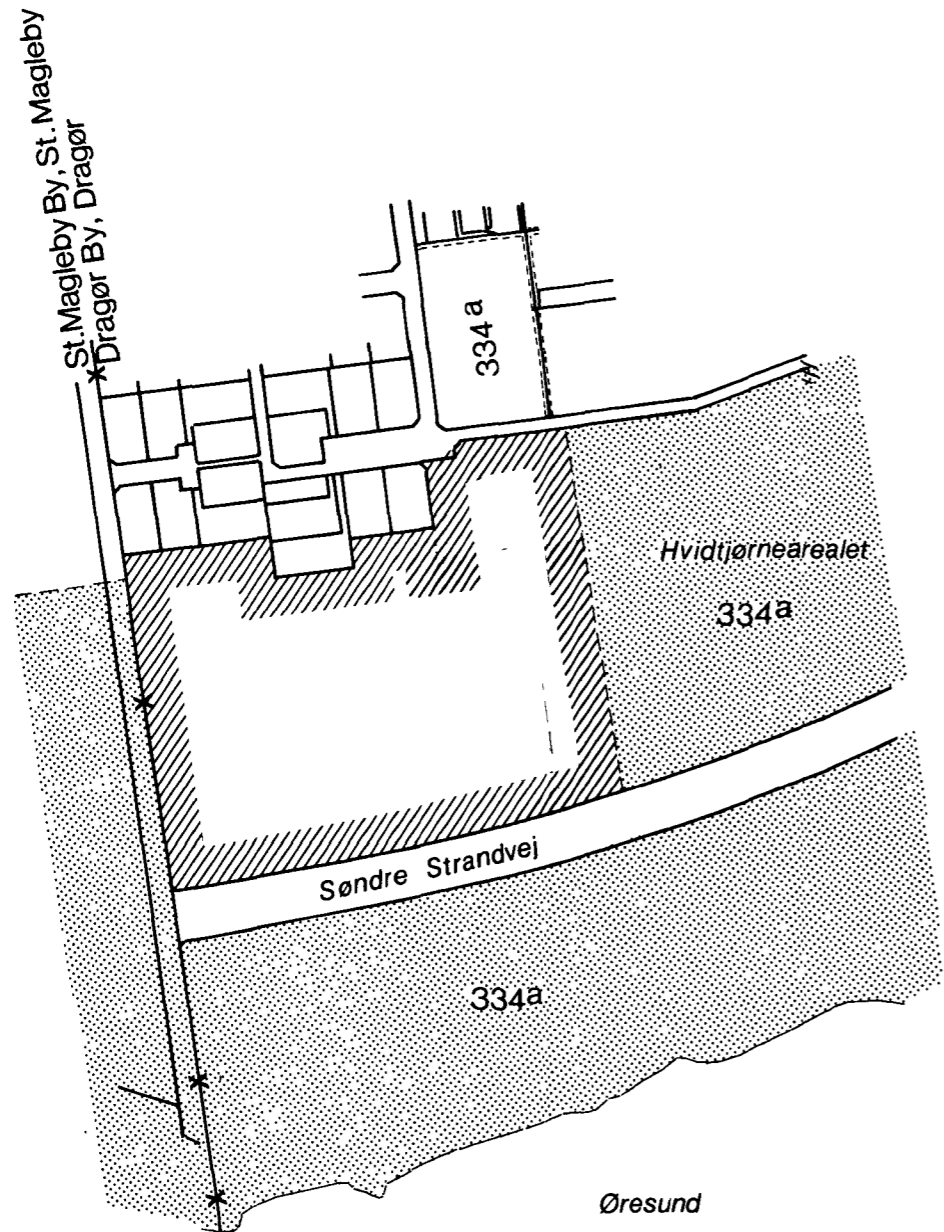 St.Magleby By, St.Magleby
Dragør By, Dragør
334a
Hvidtjørnearealet
334a
Søndre Strandvej
334a
Øresund